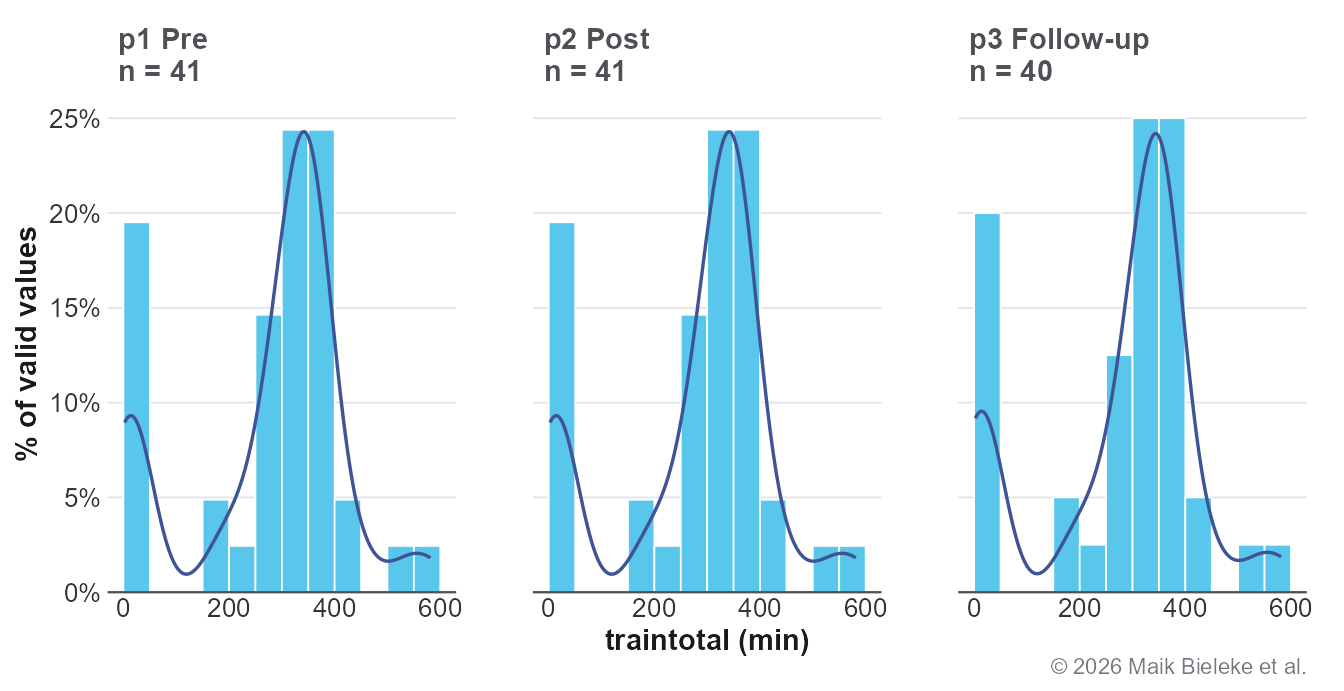 p1 Pre
n = 41
p2 Post
n = 41
p3 Follow-up
n = 40
% of valid values
25%
20%
15%
10%
5%
0%
0 200 400 600
0 200 400 600
0 200 400 600
traintotal (min)
© 2026 Maik Bieleke et al.